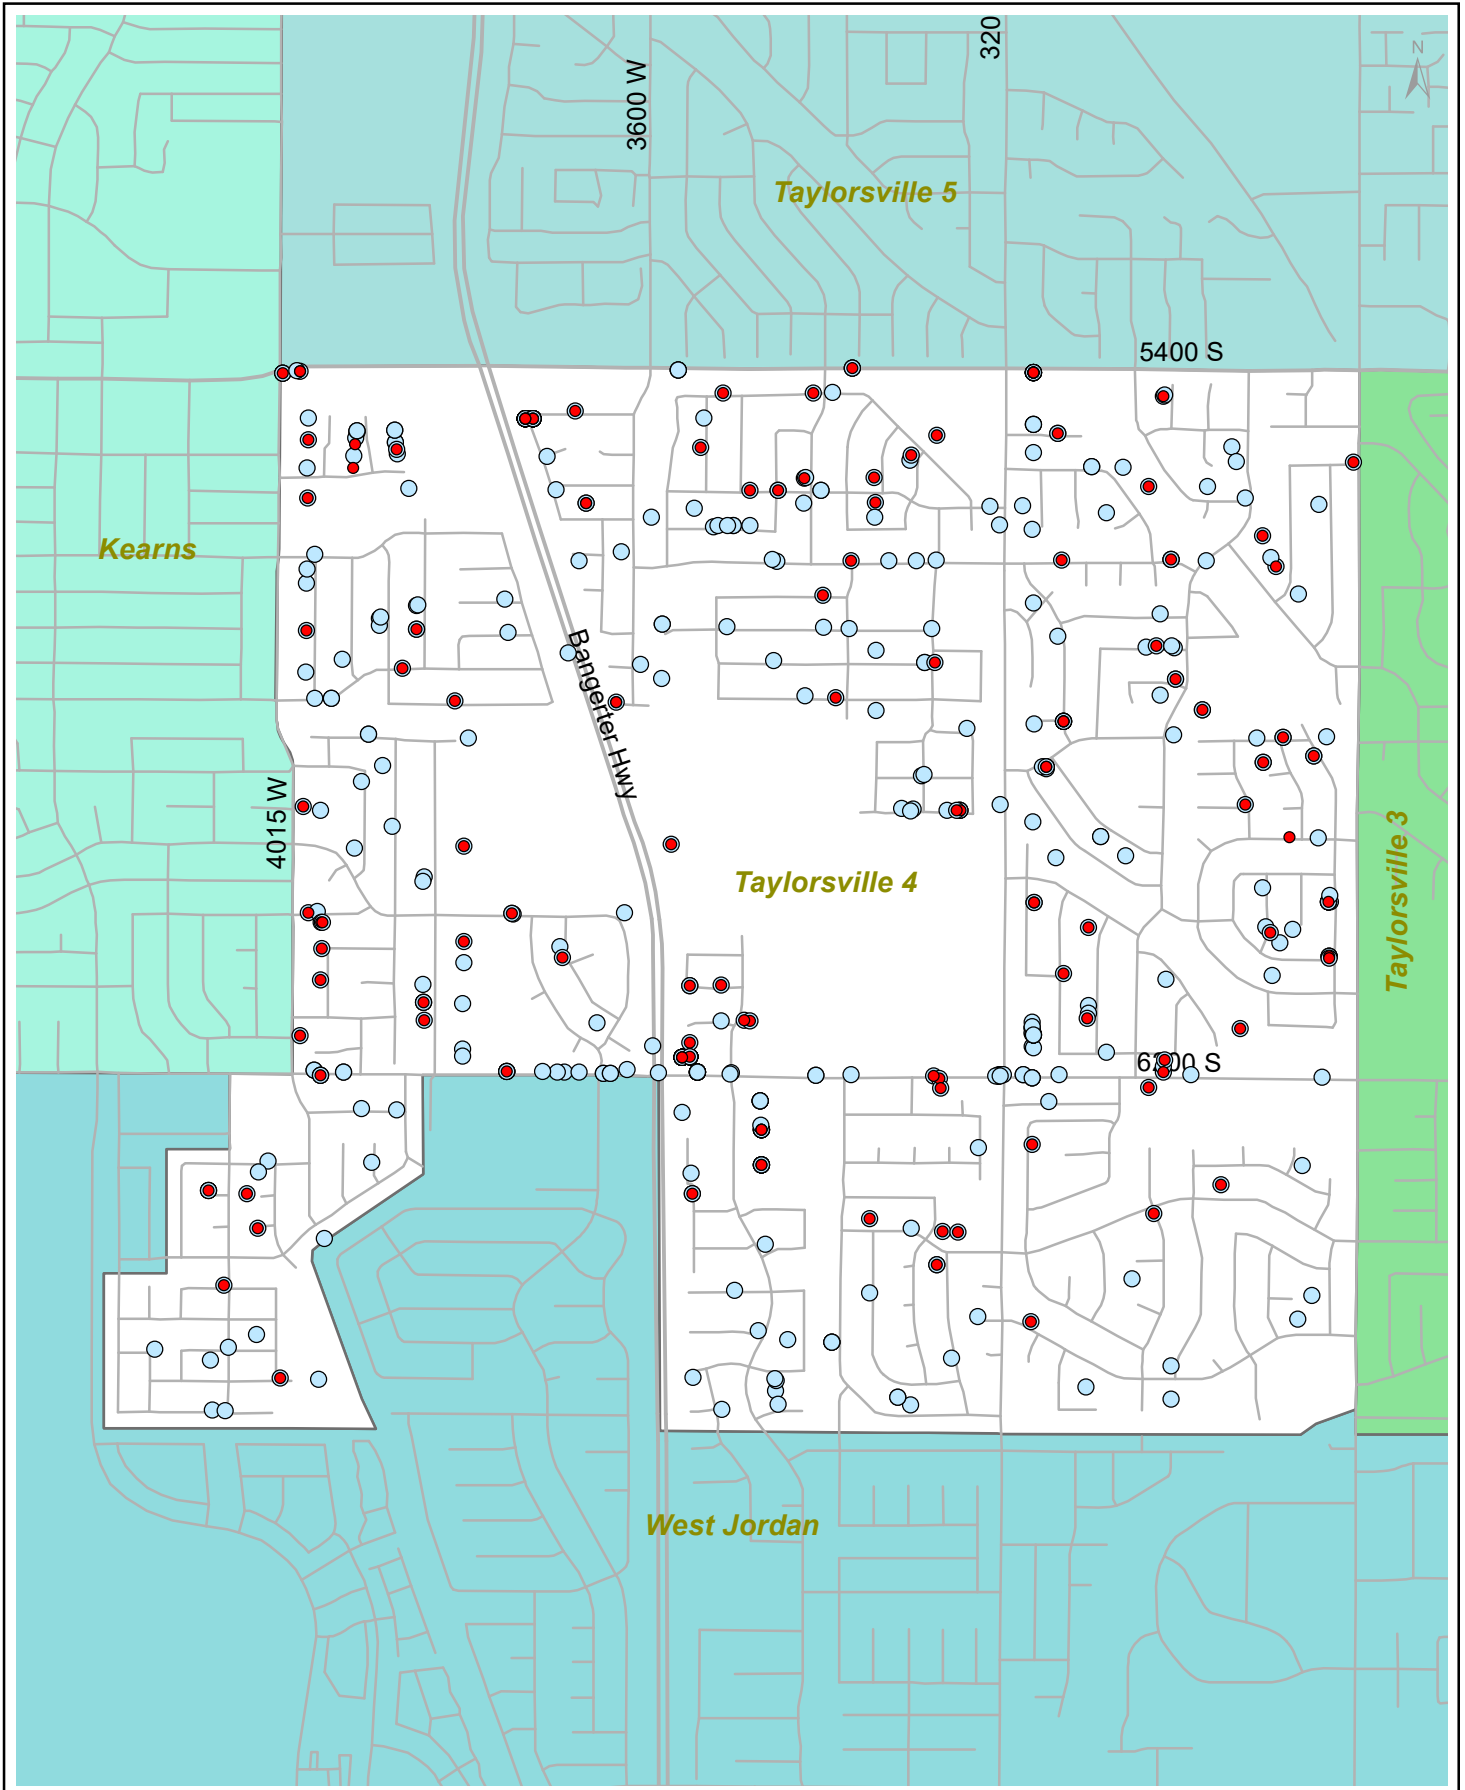 N
320
3600 W
Taylorsville 5
5400 S
Kearns
Bangerter Hwy
4015 W
Taylorsville 4
Taylorsville 3
West Jordan